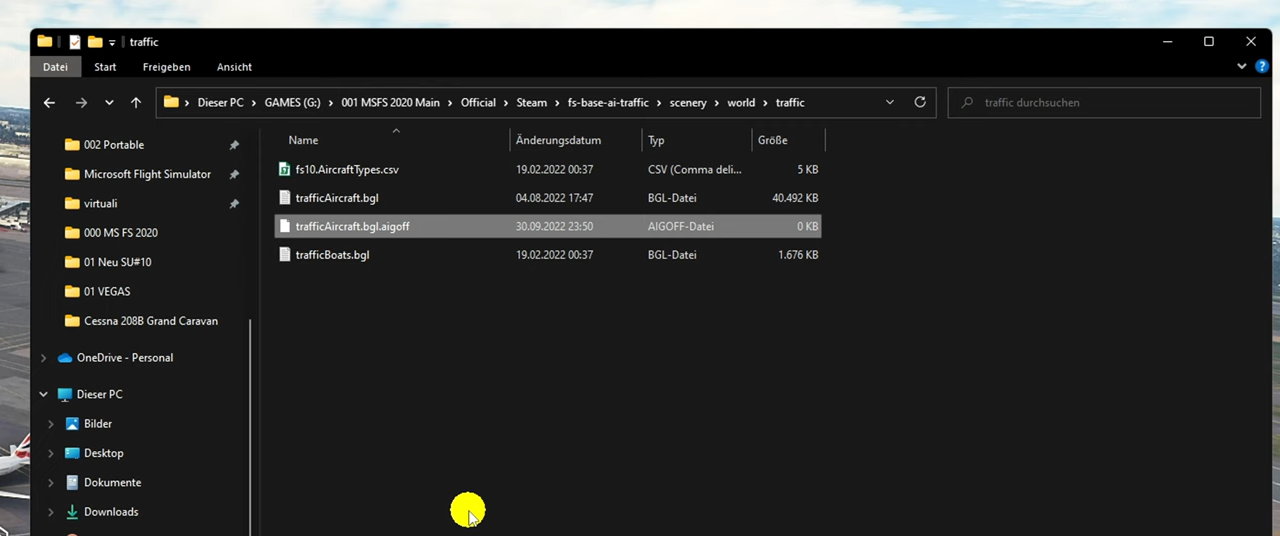 traffic
Datei Start Freigeben Ansicht
Dieser PC > GAMES (G:) > 001 MSFS 2020 Main > Official > Steam > fs-base-ai-traffic > scenery > world > traffic
traffic durchsuchen
002 Portable
Microsoft Flight Simulator
virtuali
000 MS FS 2020
01 Neu SU#10
01 VEGAS
Cessna 208B Grand Caravan
OneDrive - Personal
Dieser PC
Bilder
Desktop
Dokumente
Downloads
Name Änderungsdatum Typ Größe
fs10.AircraftTypes.csv 19.02.2022 00:37 CSV (Comma deli... 5 KB
trafficAircraft.bgl 04.08.2022 17:47 BGL-Datei 40.492 KB
trafficAircraft.bgl.aigoff 30.09.2022 23:50 AIGOFF-Datei 0 KB
trafficBoats.bgl 19.02.2022 00:37 BGL-Datei 1.676 KB